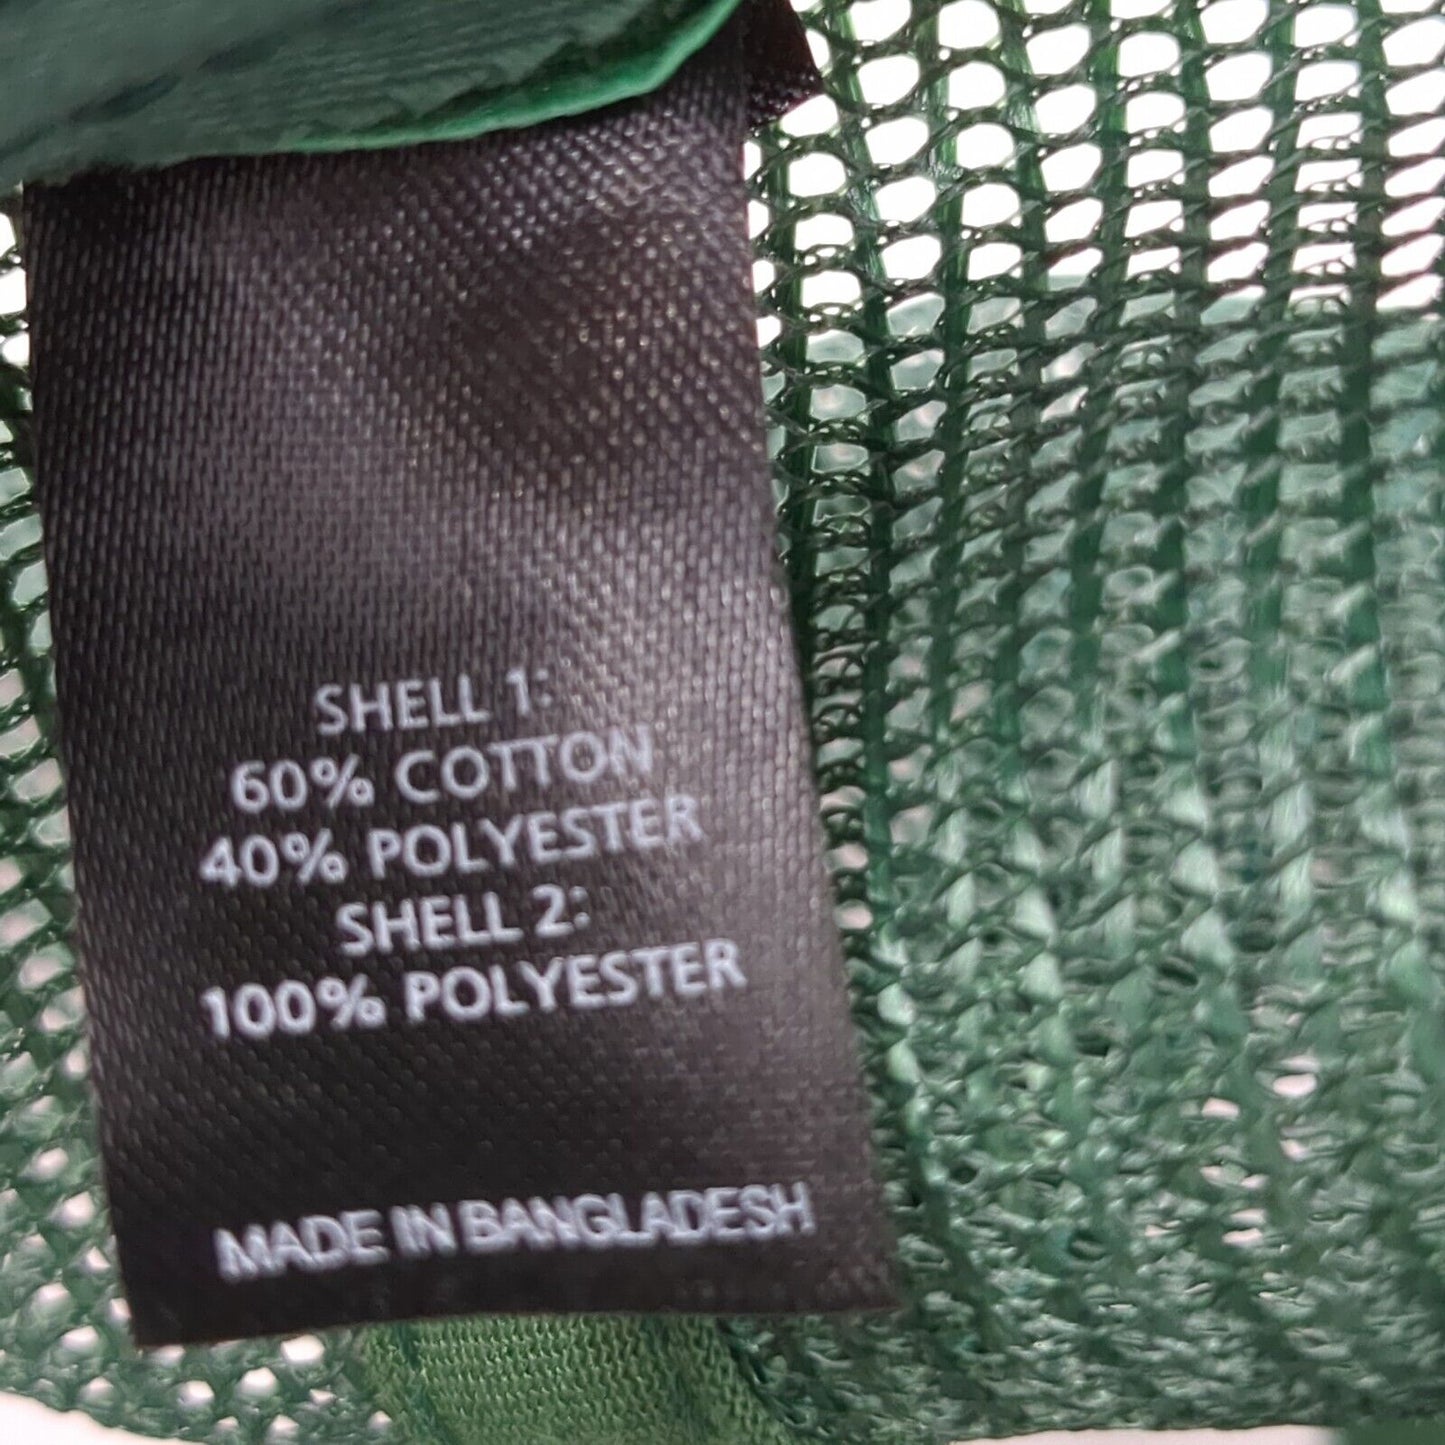 SHELL 1:
60% COTTON
40% POLYESTER
SHELL 2:
100% POLYESTER
MADE IN BANGLADESH